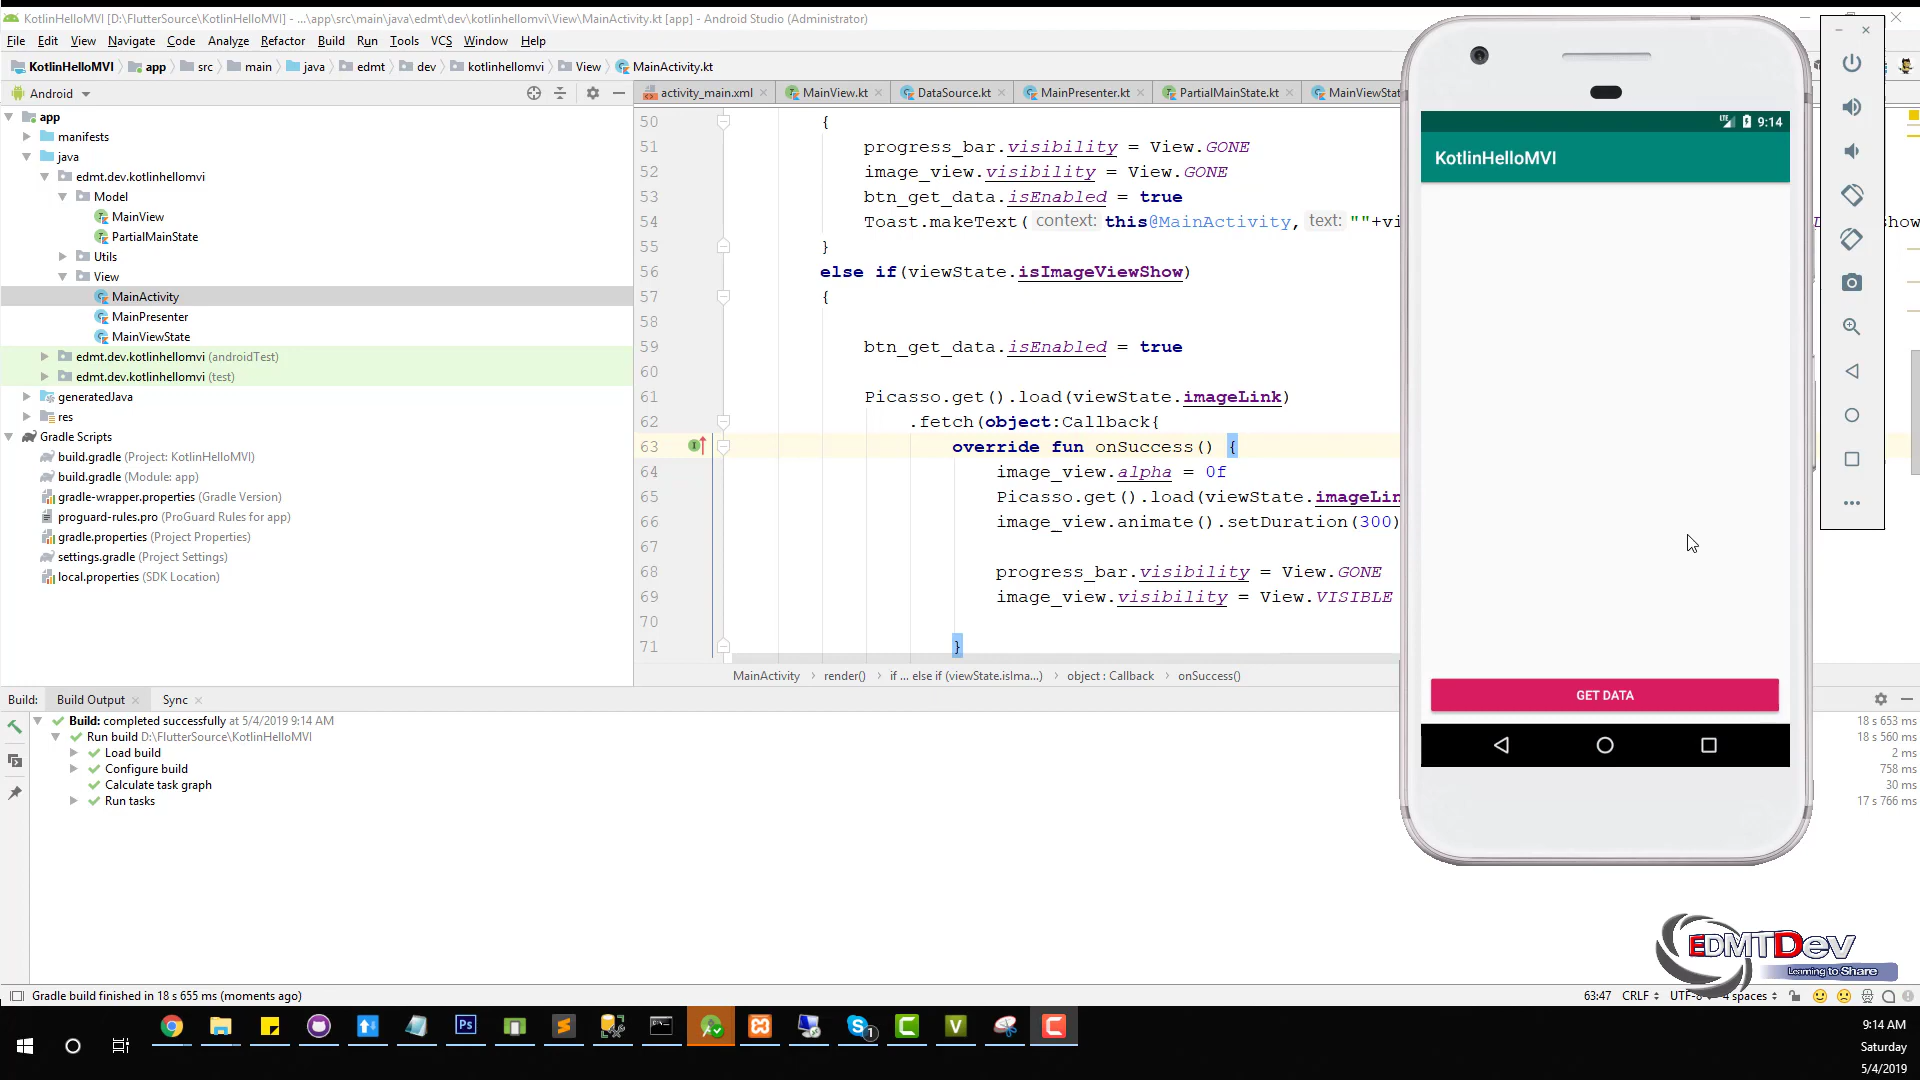 KotlinHelloMVI [D:\FlutterSource\KotlinHelloMVI] - ...\app\src\main\java\edmt\dev\kotlinhellomvi\View\MainActivity.kt [app] - Android Studio (Administrator)
File Edit View Navigate Code Analyze Refactor Build Run Tools VCS Window Help
KotlinHelloMVI app src main java edmt dev kotlinhellomvi View MainActivity.kt
Android
activity_main.xml MainView.kt DataSource.kt MainPresenter.kt PartialMainState.kt MainViewStat
app
manifests
java
edmt.dev.kotlinhellomvi
Model
MainView
PartialMainState
Utils
View
MainActivity
MainPresenter
MainViewState
edmt.dev.kotlinhellomvi (androidTest)
edmt.dev.kotlinhellomvi (test)
generatedJava
res
Gradle Scripts
build.gradle (Project: KotlinHelloMVI)
build.gradle (Module: app)
gradle-wrapper.properties (Gradle Version)
proguard-rules.pro (ProGuard Rules for app)
gradle.properties (Project Properties)
settings.gradle (Project Settings)
local.properties (SDK Location)
50 {
51 progress_bar.visibility = View.GONE
52 image_view.visibility = View.GONE
53 btn_get_data.isEnabled = true
54 Toast.makeText( context: this@MainActivity, text: ""+vi show
55 }
56 else if(viewState.isImageViewShow)
57 {
58
59 btn_get_data.isEnabled = true
60
61 Picasso.get().load(viewState.imageLink)
62 .fetch(object:Callback{
63 override fun onSuccess() {
64 image_view.alpha = 0f
65 Picasso.get().load(viewState.imageLin
66 image_view.animate().setDuration(300)
67
68 progress_bar.visibility = View.GONE
69 image_view.visibility = View.VISIBLE
70
71 }
MainActivity render() if ... else if (viewState.isIma...) object : Callback onSuccess()
LTE 9:14
KotlinHelloMVI
GET DATA
Build: Build Output Sync
Build: completed successfully at 5/4/2019 9:14 AM 18 s 653 ms
Run build D:\FlutterSource\KotlinHelloMVI 18 s 560 ms
Load build 2 ms
Configure build 758 ms
Calculate task graph 30 ms
Run tasks 17 s 766 ms
EDMTDev
Learning to Share
Gradle build finished in 18 s 655 ms (moments ago) 63:47 CRLF UTF-8 4 spaces
Ps
1
V
9:14 AM
Saturday
5/4/2019